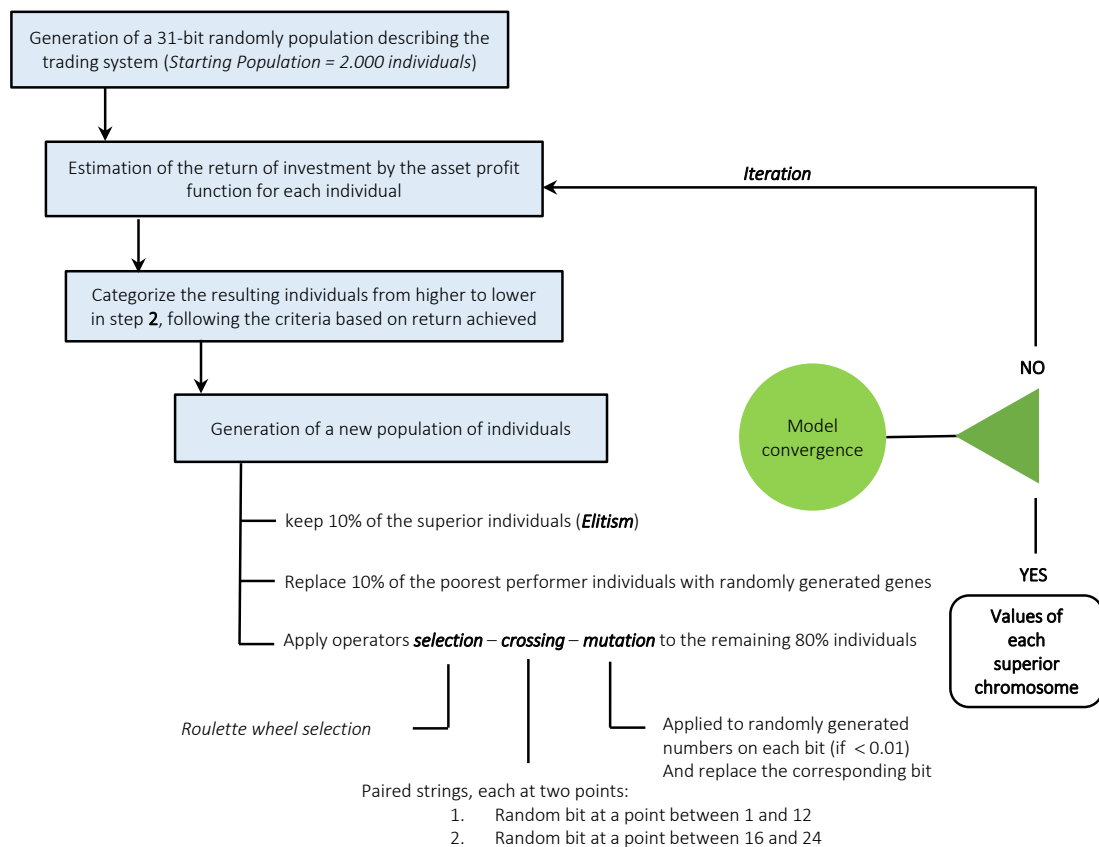 Generation of a 31-bit randomly population describing the
trading system (Starting Population = 2.000 individuals)
Estimation of the return of investment by the asset profit
function for each individual
Iteration
Categorize the resulting individuals from higher to lower
in step 2, following the criteria based on return achieved
NO
Generation of a new population of individuals
Model
convergence
keep 10% of the superior individuals (Elitism)
Replace 10% of the poorest performer individuals with randomly generated genes
YES
Apply operators selection – crossing – mutation to the remaining 80% individuals
Values of
each
superior
chromosome
Roulette wheel selection
Applied to randomly generated
numbers on each bit (if < 0.01)
And replace the corresponding bit
Paired strings, each at two points:
1. Random bit at a point between 1 and 12
2. Random bit at a point between 16 and 24